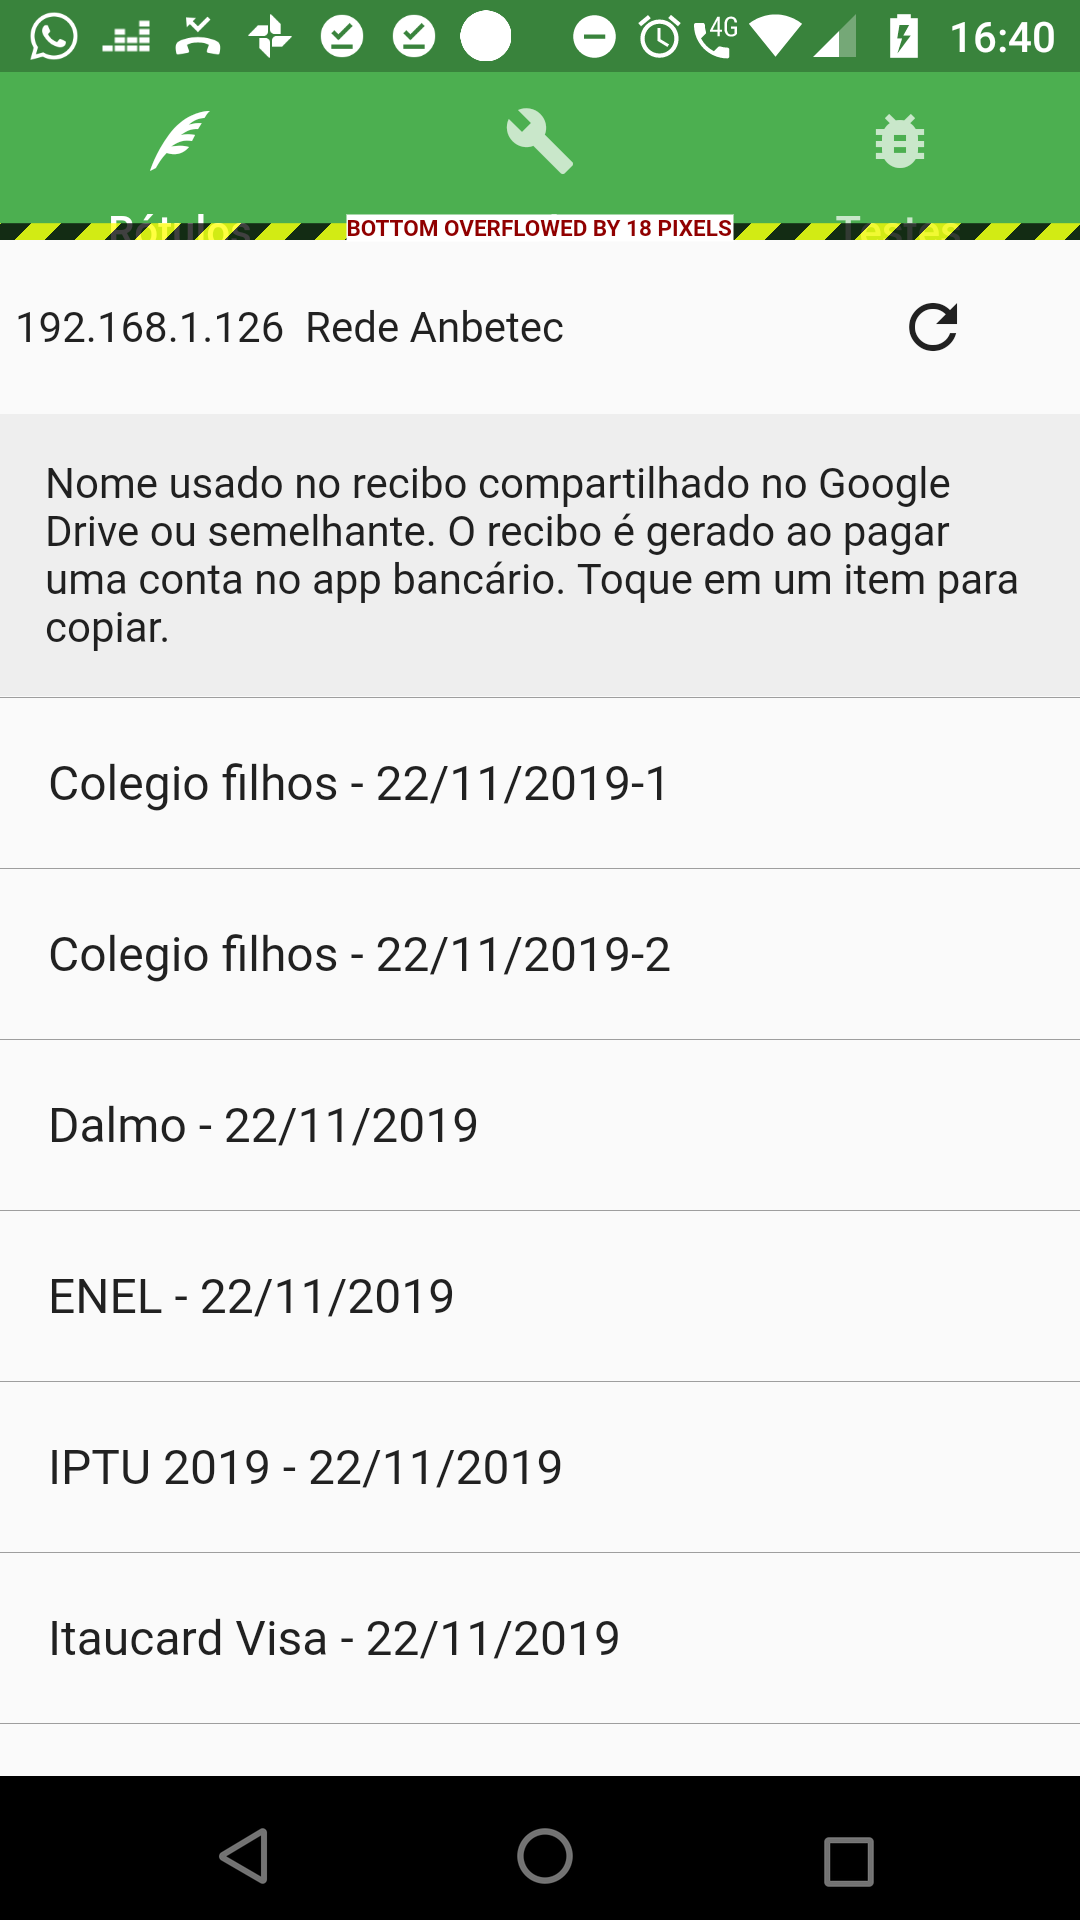 4G 16:40
Rótulos BOTTOM OVERFLOWED BY 18 PIXELS Testes
192.168.1.126 Rede Anbetec
Nome usado no recibo compartilhado no Google
Drive ou semelhante. O recibo é gerado ao pagar
uma conta no app bancário. Toque em um item para
copiar.
Colegio filhos - 22/11/2019-1
Colegio filhos - 22/11/2019-2
Dalmo - 22/11/2019
ENEL - 22/11/2019
IPTU 2019 - 22/11/2019
Itaucard Visa - 22/11/2019